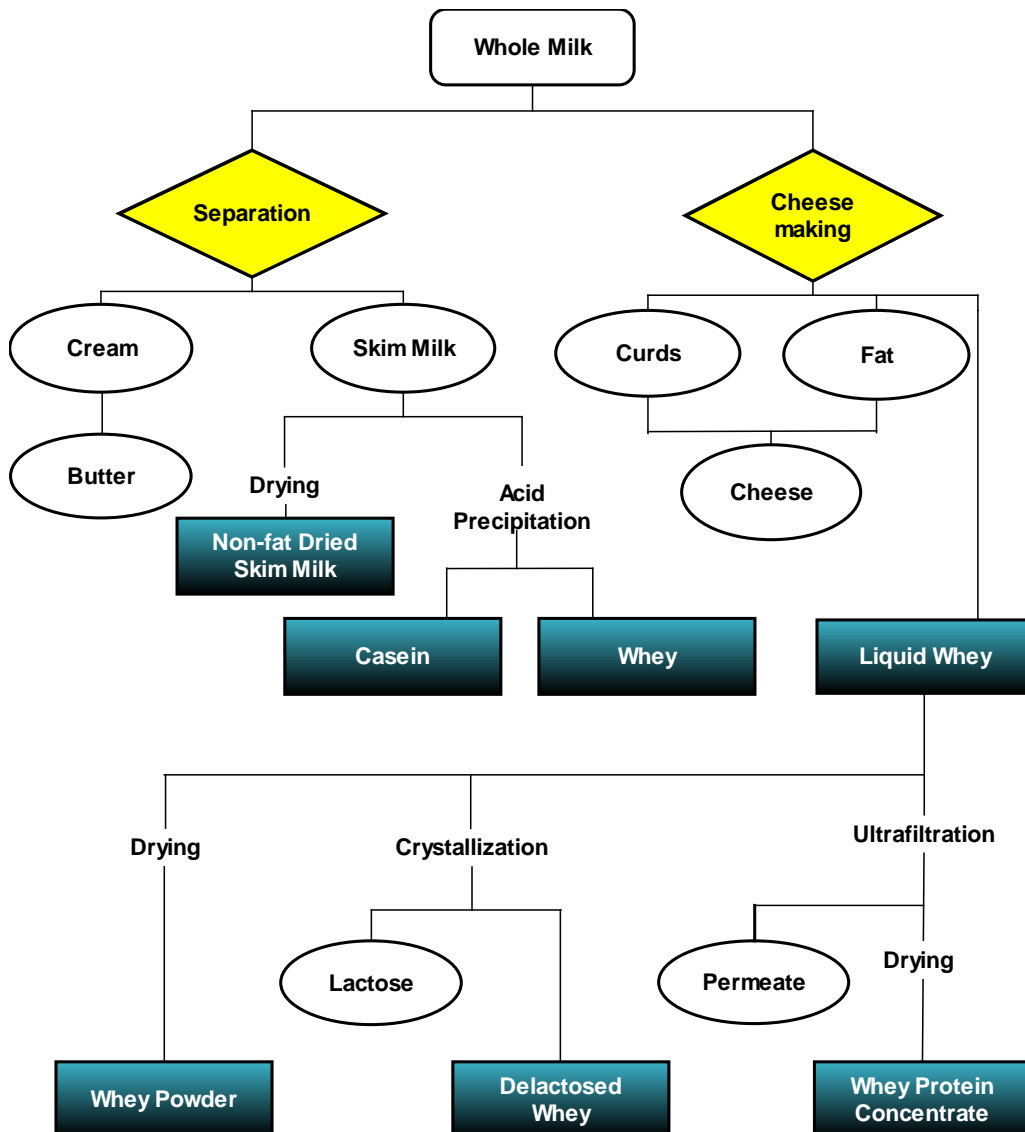 Whole Milk
Separation
Cheese
making
Cream
Skim Milk
Curds
Fat
Butter
Drying
Acid
Precipitation
Cheese
Non-fat Dried
Skim Milk
Casein
Whey
Liquid Whey
Drying
Crystallization
Ultrafiltration
Lactose
Permeate
Drying
Whey Powder
Delactosed
Whey
Whey Protein
Concentrate